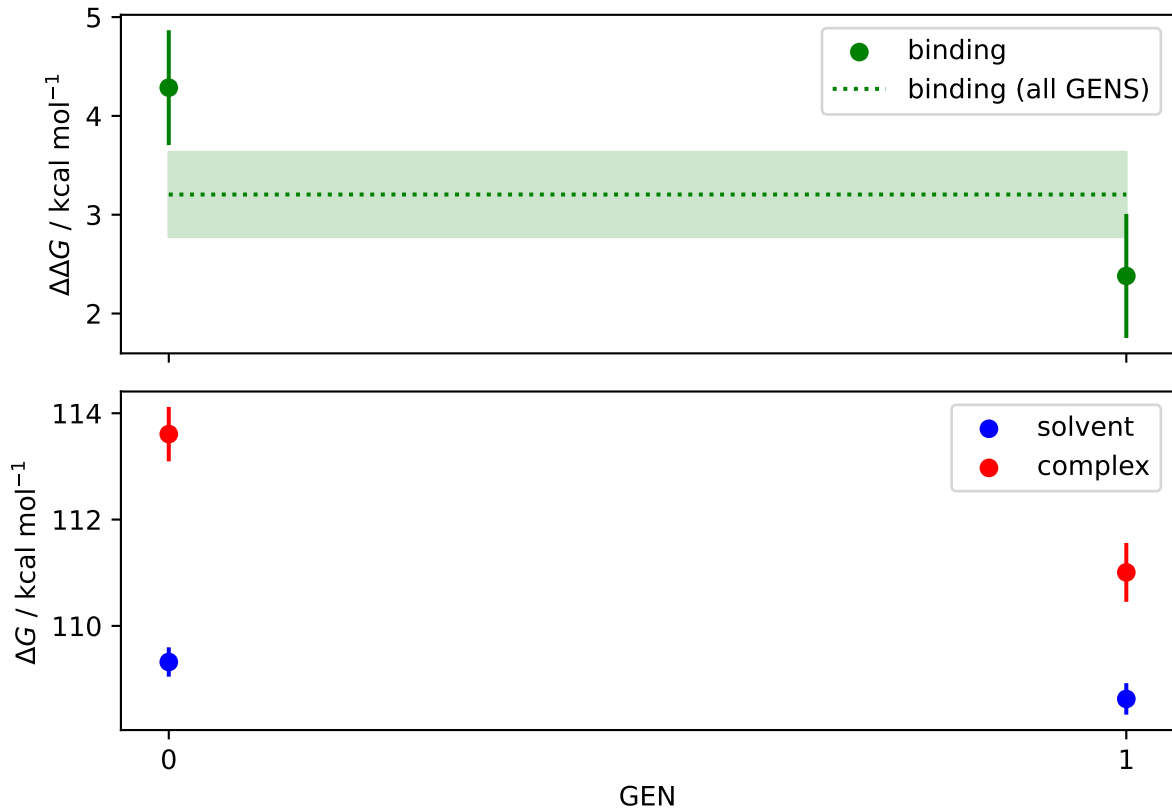 5
4
3
2
ΔΔG / kcal mol⁻¹
binding
binding (all GENS)
114
112
110
ΔG / kcal mol⁻¹
solvent
complex
0
1
GEN